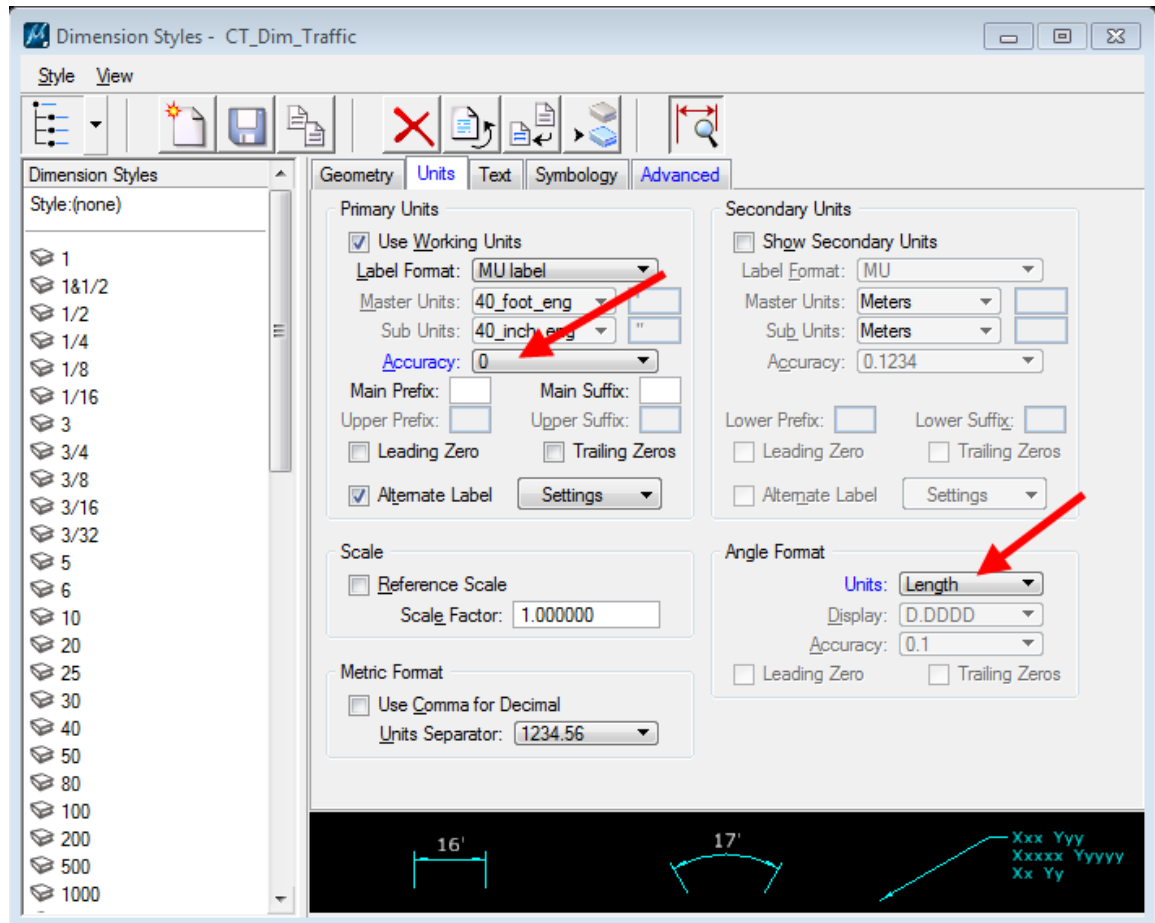 Dimension Styles - CT_Dim_Traffic
Style View
Dimension Styles
Style:(none)
1
1&1/2
1/2
1/4
1/8
1/16
3
3/4
3/8
3/16
3/32
5
6
10
20
25
30
40
50
80
100
200
500
1000
Geometry Units Text Symbology Advanced
Primary Units
Use Working Units
Label Format: MU label
Master Units: 40_foot_eng '
Sub Units: 40_inch_eng "
Accuracy: 0
Main Prefix: Main Suffix:
Upper Prefix: Upper Suffix:
Leading Zero Trailing Zeros
Alternate Label Settings
Scale
Reference Scale
Scale Factor: 1.000000
Metric Format
Use Comma for Decimal
Units Separator: 1234.56
Secondary Units
Show Secondary Units
Label Format: MU
Master Units: Meters
Sub Units: Meters
Accuracy: 0.1234
Lower Prefix: Lower Suffix:
Leading Zero Trailing Zeros
Alternate Label Settings
Angle Format
Units: Length
Display: D.DDDD
Accuracy: 0.1
Leading Zero Trailing Zeros
16'
17'
Xxx Yyy
Xxxxx Yyyyy
Xx Yy